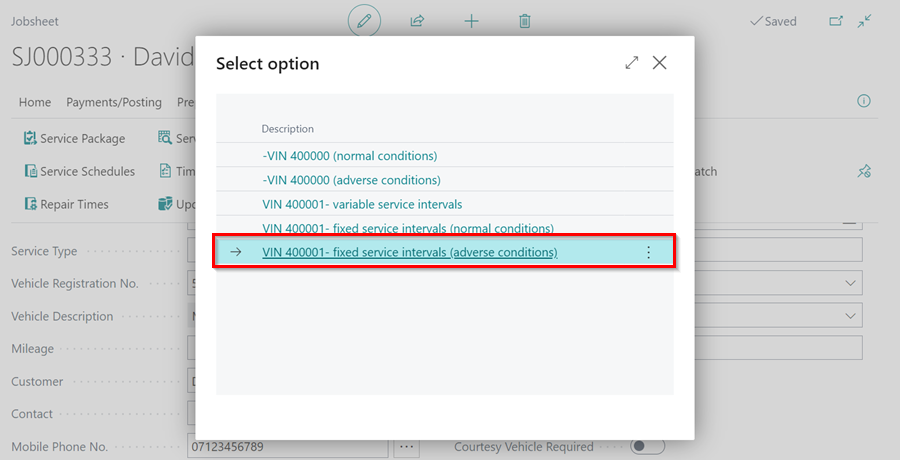 Jobsheet
Saved
SJ000333 · David
Select option
Home Payments/Posting Pre
Description
Service Package
Serv
-VIN 400000 (normal conditions)
-VIN 400000 (adverse conditions)
Service Schedules
Tim
atch
VIN 400001- variable service intervals
Repair Times
Upd
VIN 400001- fixed service intervals (normal conditions)
VIN 400001- fixed service intervals (adverse conditions)
Service Type
Vehicle Registration No.
Vehicle Description
Mileage
Customer
Contact
Mobile Phone No. 07123456789
Courtesy Vehicle Required